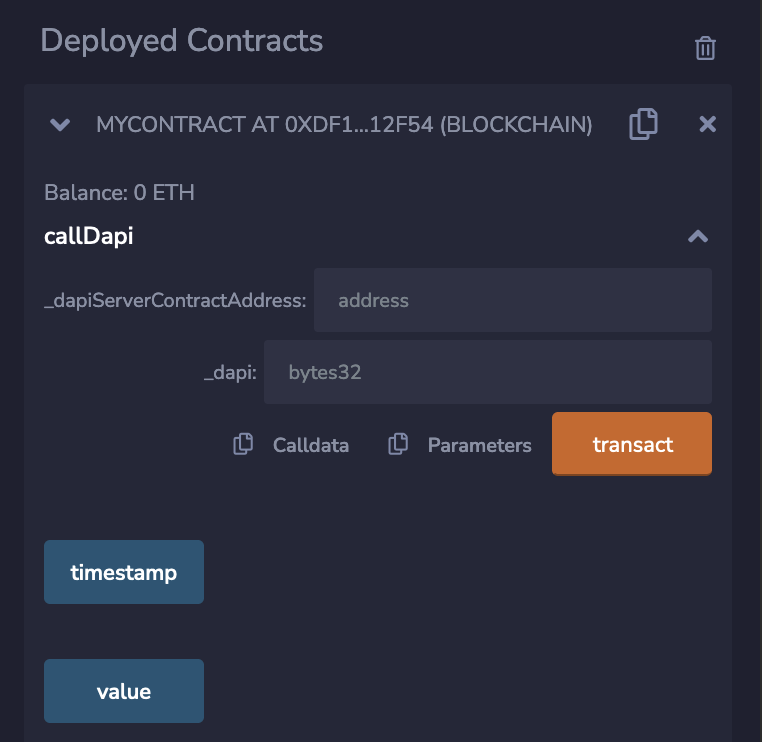 Deployed Contracts
MYCONTRACT AT 0XDF1...12F54 (BLOCKCHAIN)
Balance: 0 ETH
callDapi
_dapiServerContractAddress: address
_dapi: bytes32
Calldata Parameters transact
timestamp
value